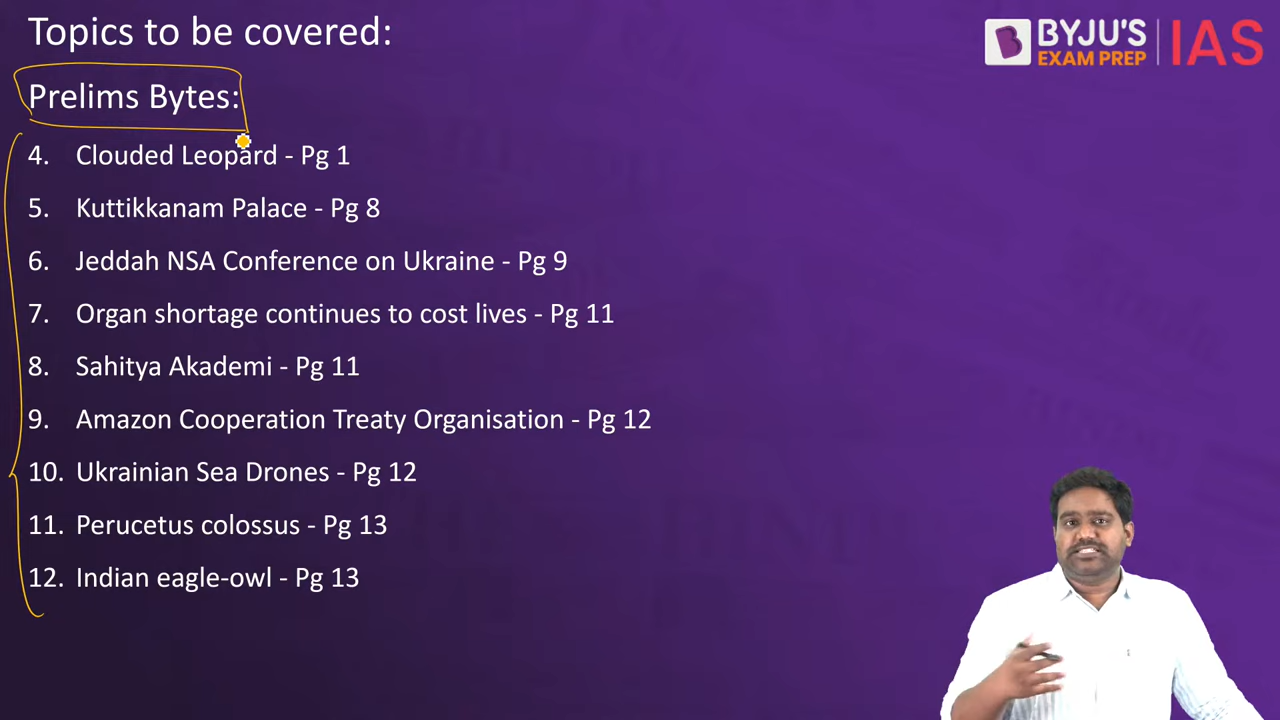 Topics to be covered:
BYJU'S
EXAM PREP
IAS
Prelims Bytes:
4. Clouded Leopard - Pg 1
5. Kuttikkanam Palace - Pg 8
6. Jeddah NSA Conference on Ukraine - Pg 9
7. Organ shortage continues to cost lives - Pg 11
8. Sahitya Akademi - Pg 11
9. Amazon Cooperation Treaty Organisation - Pg 12
10. Ukrainian Sea Drones - Pg 12
11. Perucetus colossus - Pg 13
12. Indian eagle-owl - Pg 13